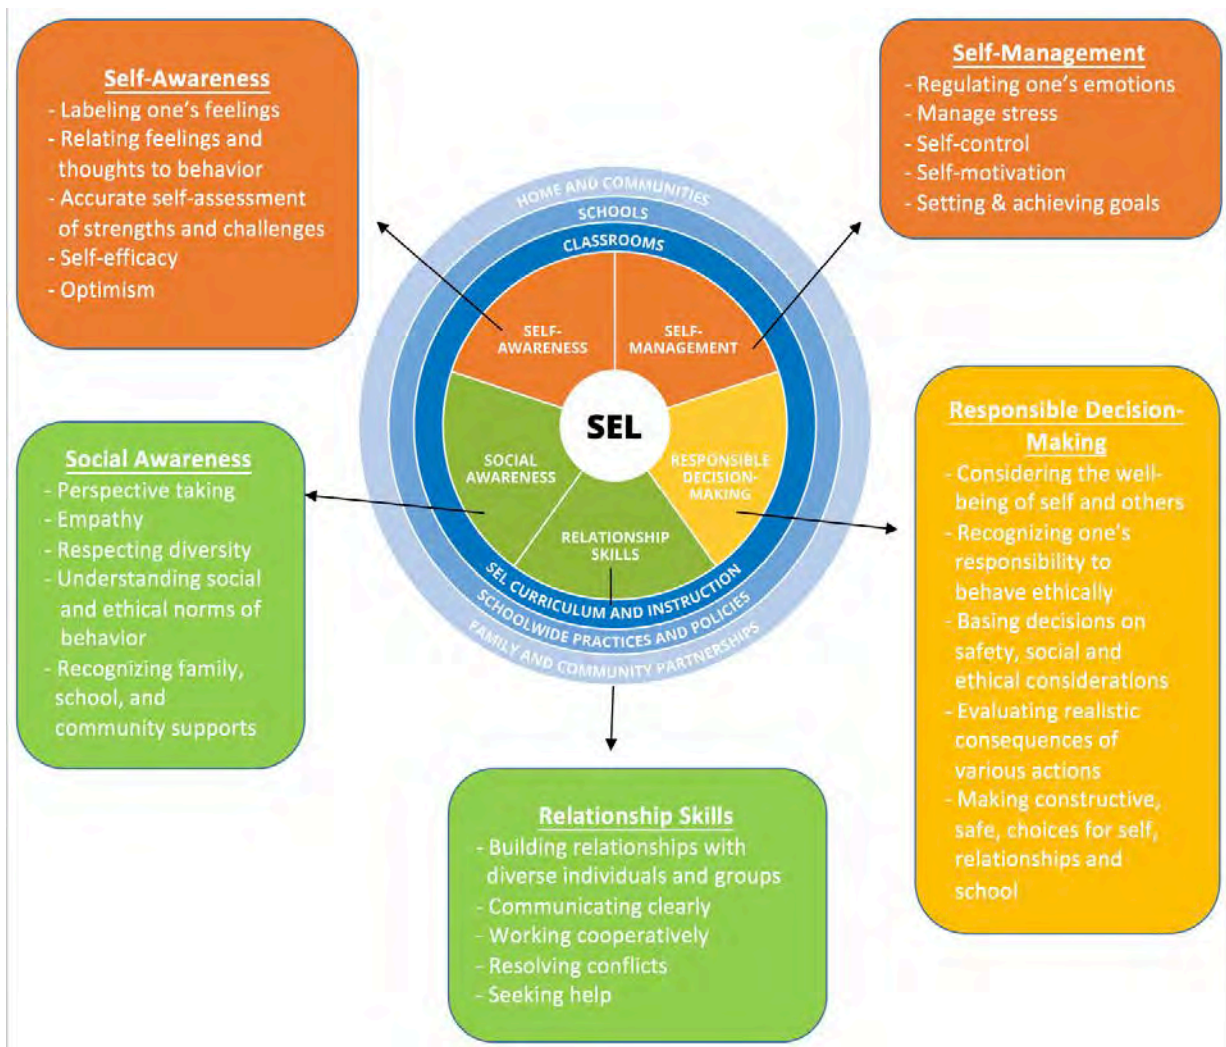 Self-Awareness
- Labeling one's feelings
- Relating feelings and
thoughts to behavior
- Accurate self-assessment
of strengths and challenges
- Self-efficacy
- Optimism
Self-Management
- Regulating one's emotions
- Manage stress
- Self-control
- Self-motivation
- Setting & achieving goals
HOME AND COMMUNITIES
SCHOOLS
CLASSROOMS
SELF-
AWARENESS
SELF-
MANAGEMENT
SEL
SOCIAL
AWARENESS
RESPONSIBLE
DECISION-
MAKING
RELATIONSHIP
SKILLS
SEL CURRICULUM AND INSTRUCTION
SCHOOLWIDE PRACTICES AND POLICIES
FAMILY AND COMMUNITY PARTNERSHIPS
Social Awareness
- Perspective taking
- Empathy
- Respecting diversity
- Understanding social
and ethical norms of
behavior
- Recognizing family,
school, and
community supports
Responsible Decision-
Making
- Considering the well-
being of self and others
- Recognizing one's
responsibility to
behave ethically
- Basing decisions on
safety, social and
ethical considerations
- Evaluating realistic
consequences of
various actions
- Making constructive,
safe, choices for self,
relationships and
school
Relationship Skills
- Building relationships with
diverse individuals and groups
- Communicating clearly
- Working cooperatively
- Resolving conflicts
- Seeking help